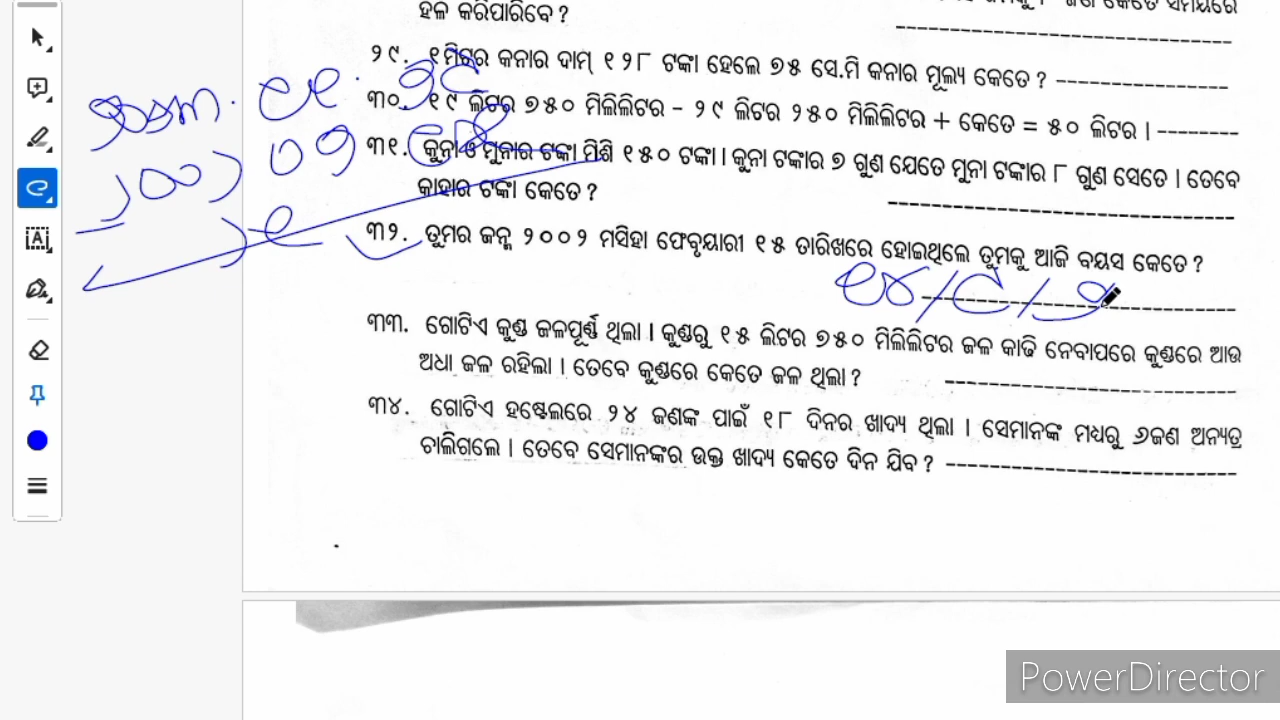 ହଳ କରିପାରିବେ ?
୨୯. ୧ମିଟର କନାର ଦାମ୍ ୧୨୮ ଟଙ୍କା ହେଲେ ୭୫ ସେ.ମି କନାର ମୂଲ୍ୟ କେତେ ?
୩୦. ୧୯ ଲିଟର ୭୫୦ ମିଲିଲିଟର - ୨୯ ଲିଟର ୨୫୦ ମିଲିଲିଟର + କେତେ = ୫୦ ଲିଟର ।
୩୧. କୁନା ଓ ମୁନାର ଟଙ୍କା ମିଶି ୧୫୦ ଟଙ୍କା । କୁନା ଟଙ୍କାର ୭ ଗୁଣ ଯେତେ ମୁନା ଟଙ୍କାର ୮ ଗୁଣ ସେତେ । ତେବେ
କାହାର ଟଙ୍କା କେତେ ?
୩୨. ତୁମର ଜନ୍ମ ୨୦୦୨ ମସିହା ଫେବୃୟାରୀ ୧୫ ତାରିଖରେ ହୋଇଥିଲେ ତୁମକୁ ଆଜି ବୟସ କେତେ ?
୩୩. ଗୋଟିଏ କୁଣ୍ଡ ଜଳପୂର୍ଣ୍ଣ ଥିଲା । କୁଣ୍ଡରୁ ୧୫ ଲିଟର ୭୫୦ ମିଲିଲିଟର ଜଳ କାଢି ନେବାପରେ କୁଣ୍ଡରେ ଆଉ
ଅଧା ଜଳ ରହିଲା । ତେବେ କୁଣ୍ଡରେ କେତେ ଜଳ ଥିଲା ?
୩୪. ଗୋଟିଏ ହଷ୍ଟେଲରେ ୨୪ ଜଣଙ୍କ ପାଇଁ ୧୮ ଦିନର ଖାଦ୍ୟ ଥିଲା । ସେମାନଙ୍କ ମଧ୍ୟରୁ ୬ଜଣ ଅନ୍ୟତ୍ର
ଚାଲିଗଲେ । ତେବେ ସେମାନଙ୍କର ଉକ୍ତ ଖାଦ୍ୟ କେତେ ଦିନ ଯିବ ?
PowerDirector